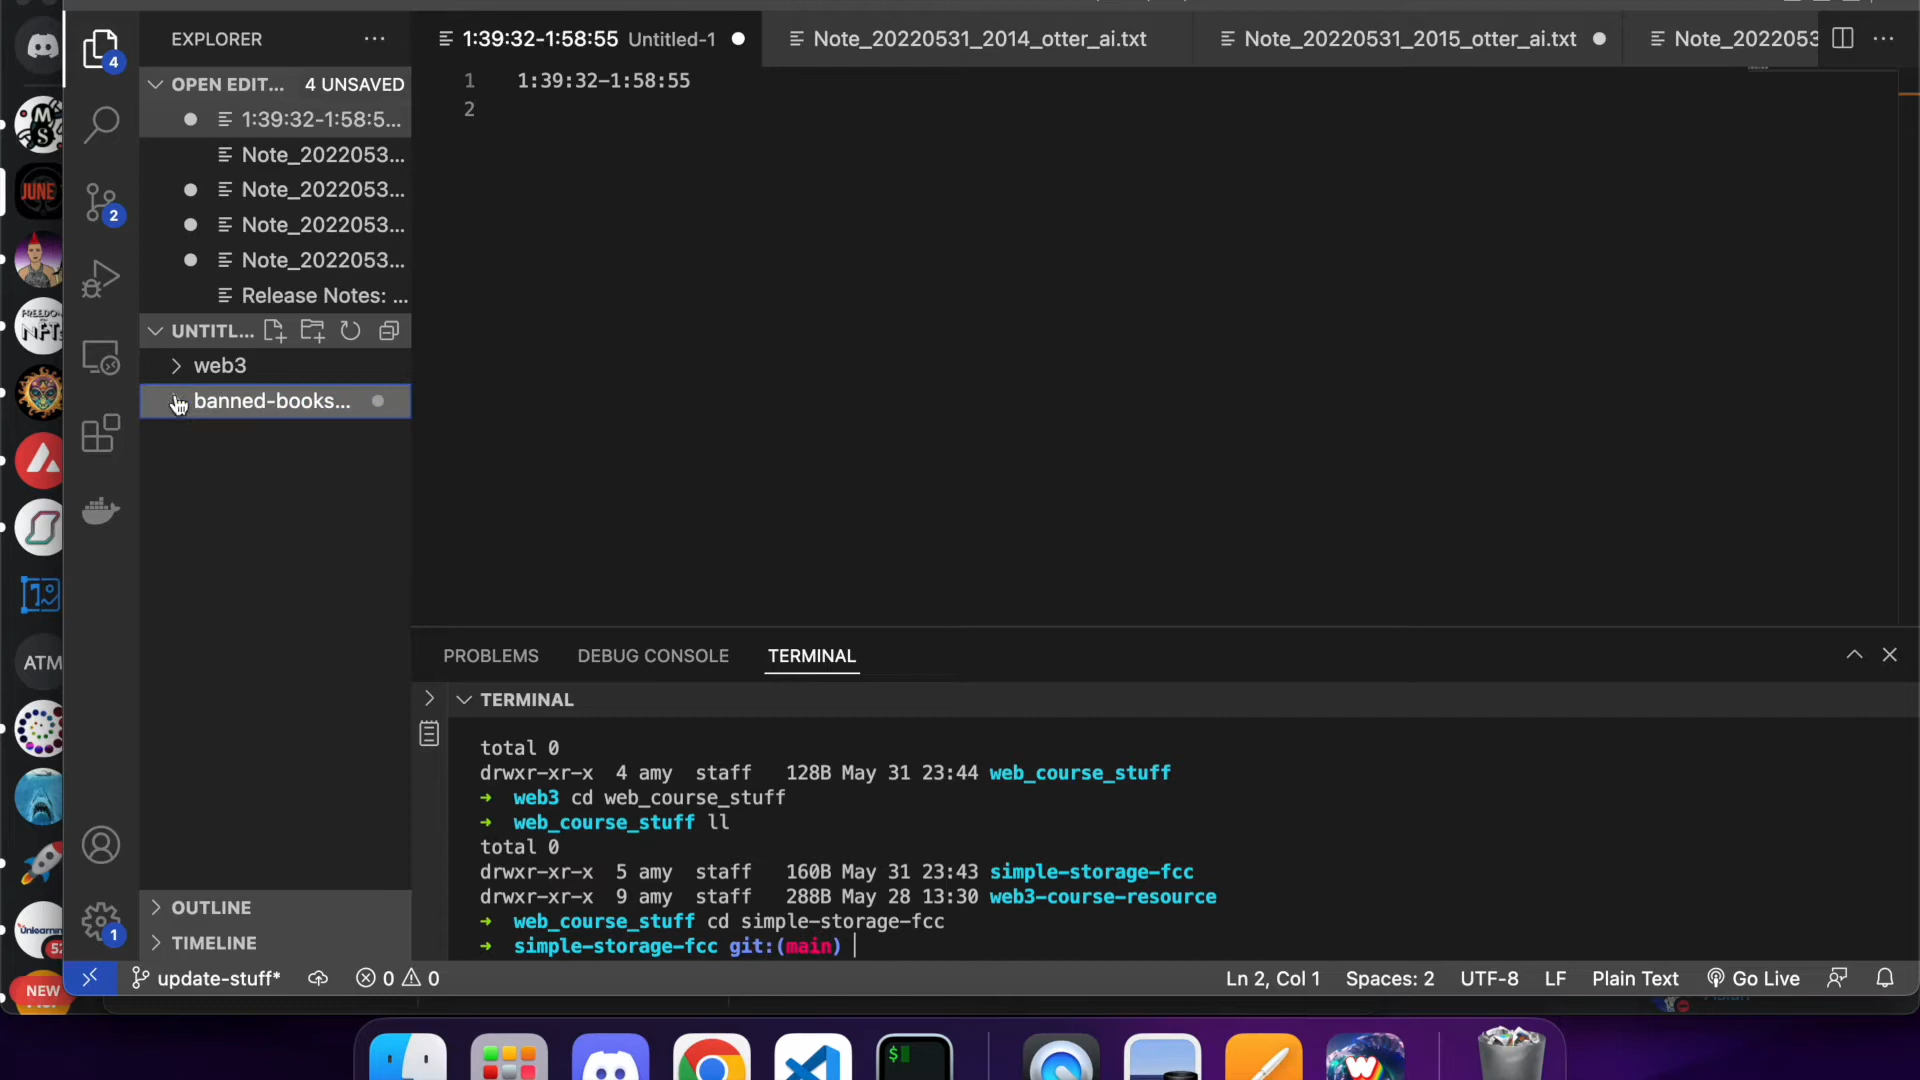 EXPLORER
1:39:32-1:58:55 Untitled-1
Note_20220531_2014_otter_ai.txt
Note_20220531_2015_otter_ai.txt
Note_2022053
4
OPEN EDIT... 4 UNSAVED
1:39:32-1:58:5...
Note_2022053...
Note_2022053...
Note_2022053...
Note_2022053...
Release Notes: ...
UNTITL...
web3
banned-books...
OUTLINE
TIMELINE
2
1
1 1:39:32-1:58:55
2
PROBLEMS DEBUG CONSOLE TERMINAL
TERMINAL
total 0
drwxr-xr-x 4 amy staff 128B May 31 23:44 web_course_stuff
➜ web3 cd web_course_stuff
➜ web_course_stuff ll
total 0
drwxr-xr-x 5 amy staff 160B May 31 23:43 simple-storage-fcc
drwxr-xr-x 9 amy staff 288B May 28 13:30 web3-course-resource
➜ web_course_stuff cd simple-storage-fcc
➜ simple-storage-fcc git:(main)
update-stuff* 0 0 Ln 2, Col 1 Spaces: 2 UTF-8 LF Plain Text Go Live
M
S
JUNE
NFT
ATM
52
NEW
$
W